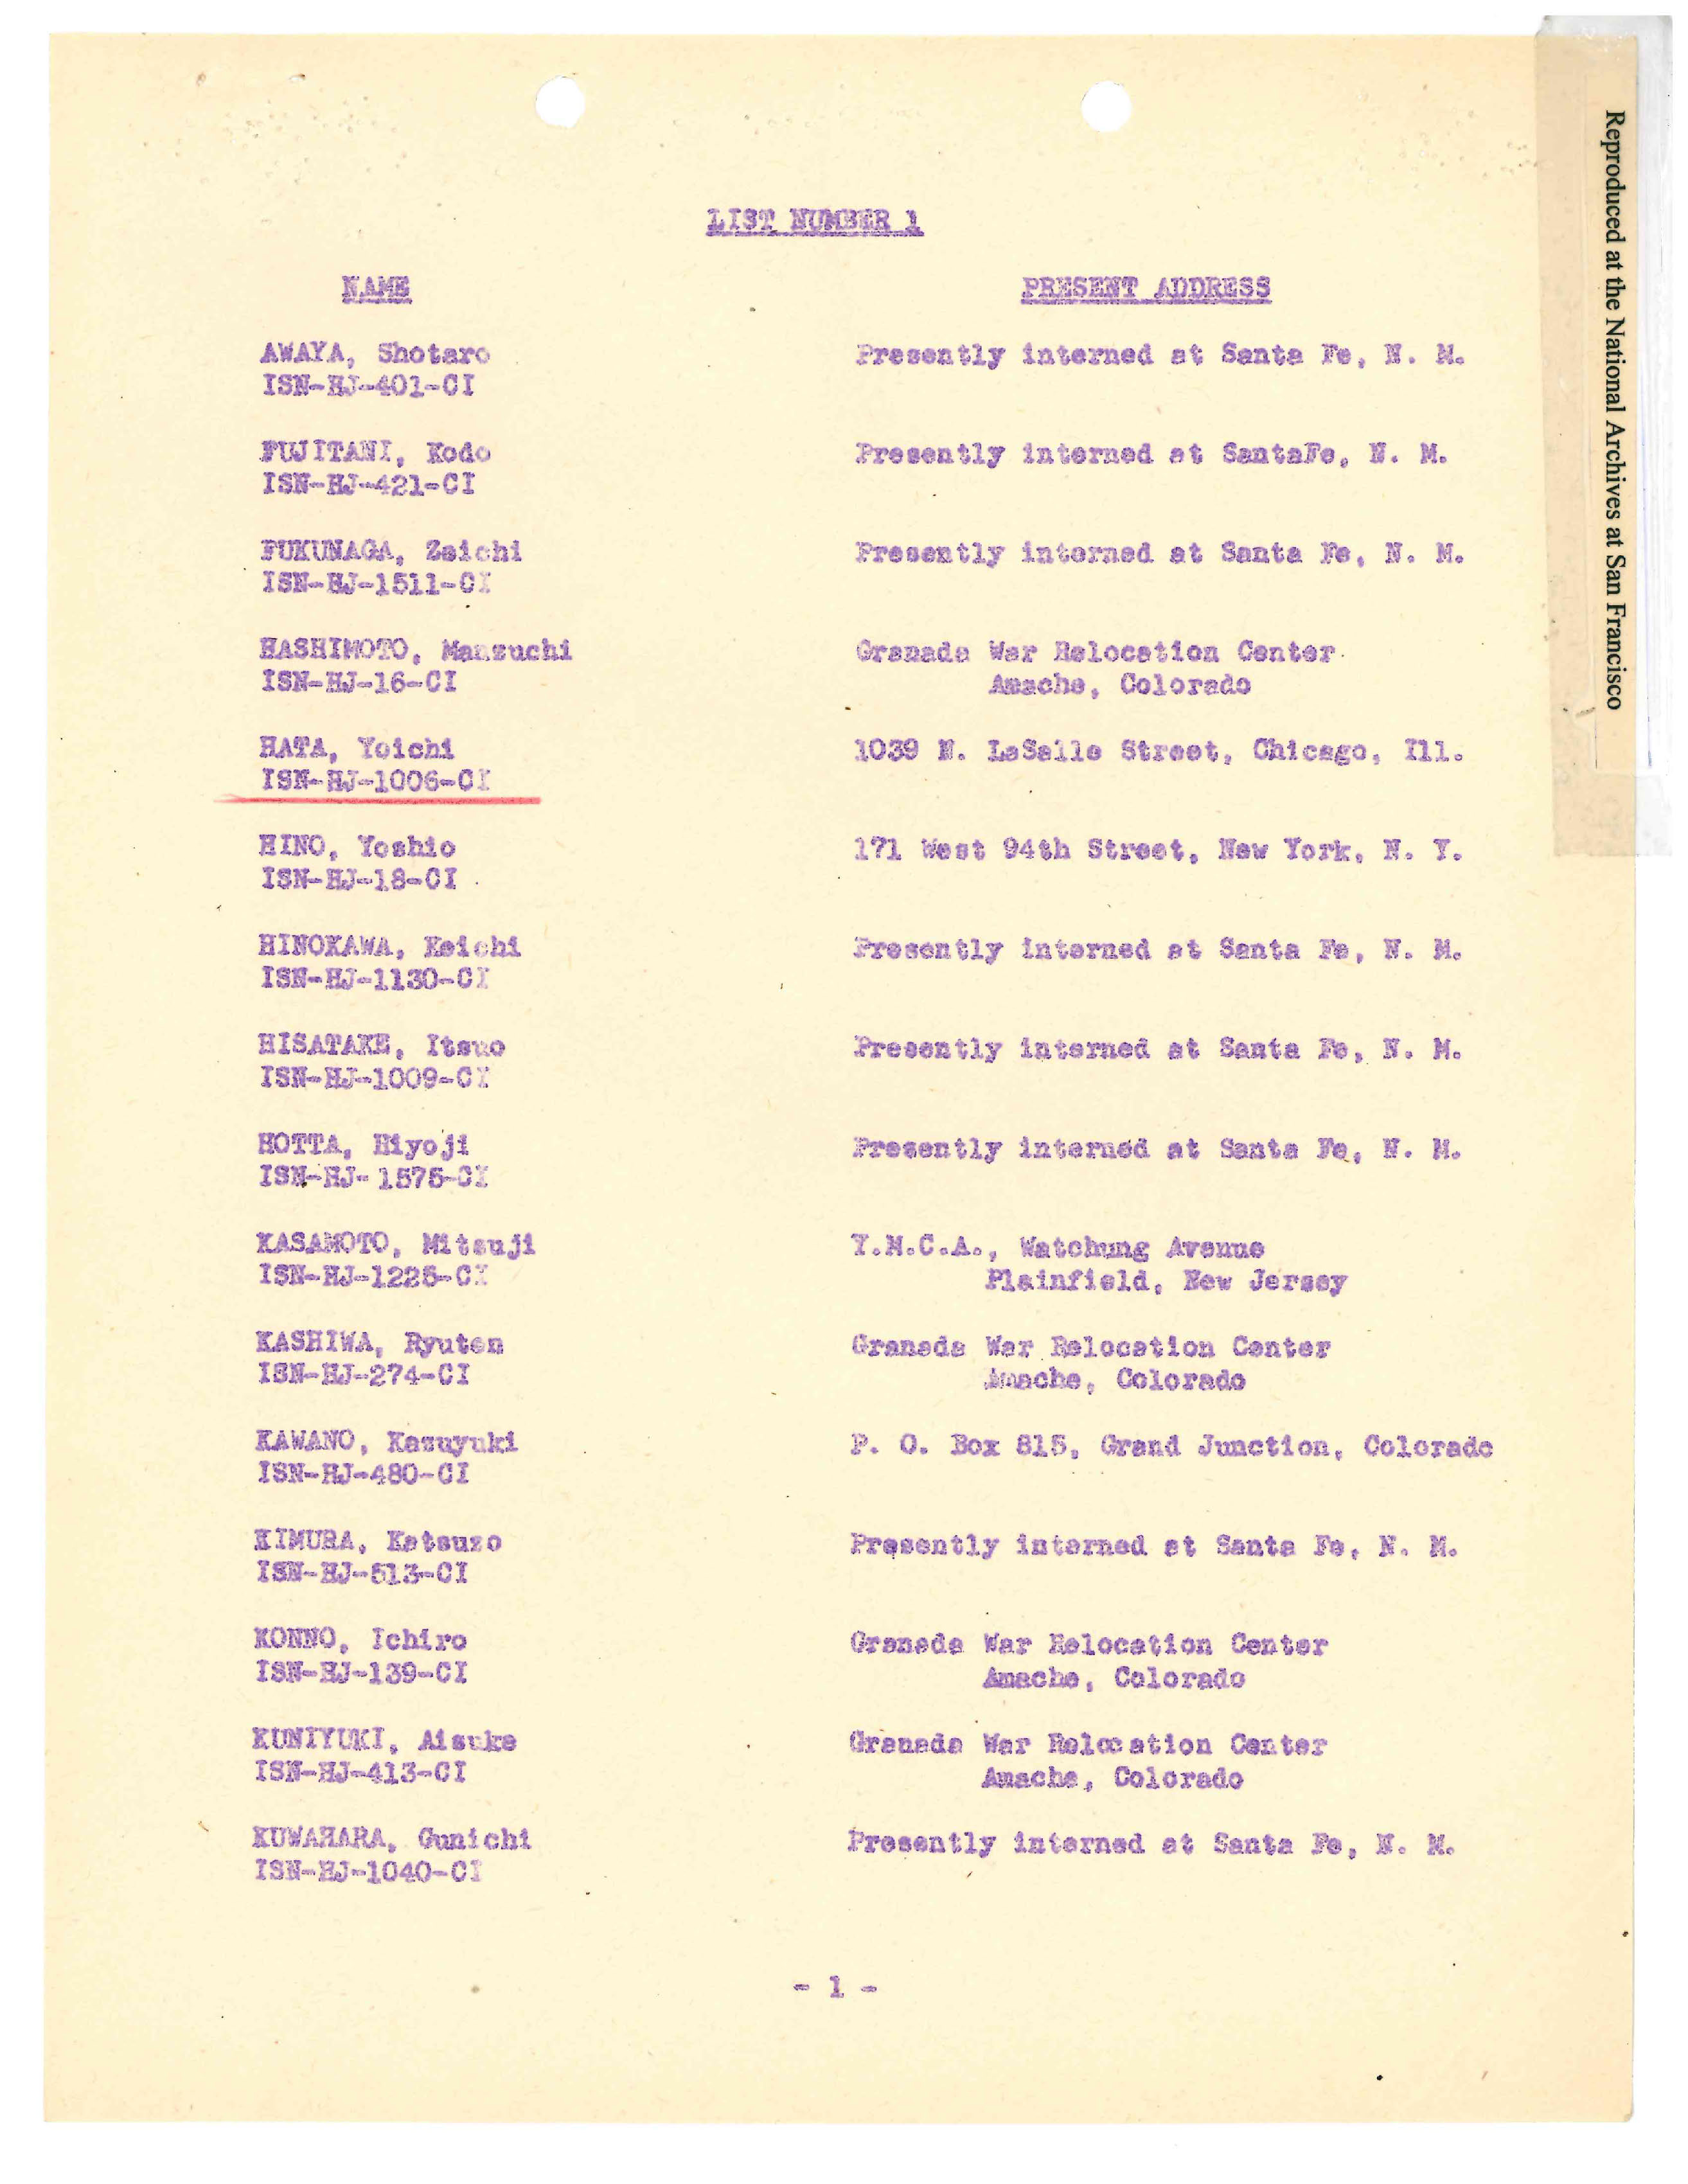 LIST NUMBER 1
NAME
PRESENT ADDRESS
AWAYA, Shotaro
Presently interned at Santa Fe, N. M.
ISN-HJ-401-CI
FUJITANI, Kodo
Presently interned at SantaFe, N. M.
ISN-HJ-421-CI
FUKUNAGA, Zaichi
Presently interned at Santa Fe, N. M.
ISN-HJ-1511-CI
HASHIMOTO, Manzuchi
Granada War Relocation Center
ISN-HJ-16-CI
Amache, Colorado
HATA, Yoichi
1039 N. LaSalle Street, Chicago, Ill.
ISN-HJ-1006-CI
HINO, Yoshio
171 West 94th Street, New York, N. Y.
ISN-HJ-18-CI
HINOKAWA, Keichi
Presently interned at Santa Fe, N. M.
ISN-HJ-1130-CI
HISATAKE, Itsuo
Presently interned at Santa Fe, N. M.
ISN-HJ-1009-CI
HOTTA, Hiyoji
Presently interned at Santa Fe, N. M.
ISN-HJ- 1575-CI
KASAMOTO, Mitsuji
Y.M.C.A., Watchung Avenue
ISN-HJ-1225-CI
Plainfield, New Jersey
KASHIWA, Ryuten
Granada War Relocation Center
ISN-HJ-274-CI
Amache, Colorado
KAWANO, Kazuyuki
P. O. Box 815, Grand Junction, Colorado
ISN-HJ-480-CI
KIMURA, Katsuzo
Presently interned at Santa Fe, N. M.
ISN-HJ-513-CI
KONNO, Ichiro
Granada War Relocation Center
ISN-HJ-139-CI
Amache, Colorado
KUNIYUKI, Aisuke
Granada War Relocation Center
ISN-HJ-413-CI
Amache, Colorado
KUWAHARA, Gunichi
Presently interned at Santa Fe, N. M.
ISN-HJ-1040-CI
- 1 -
Reproduced at the National Archives at San Francisco